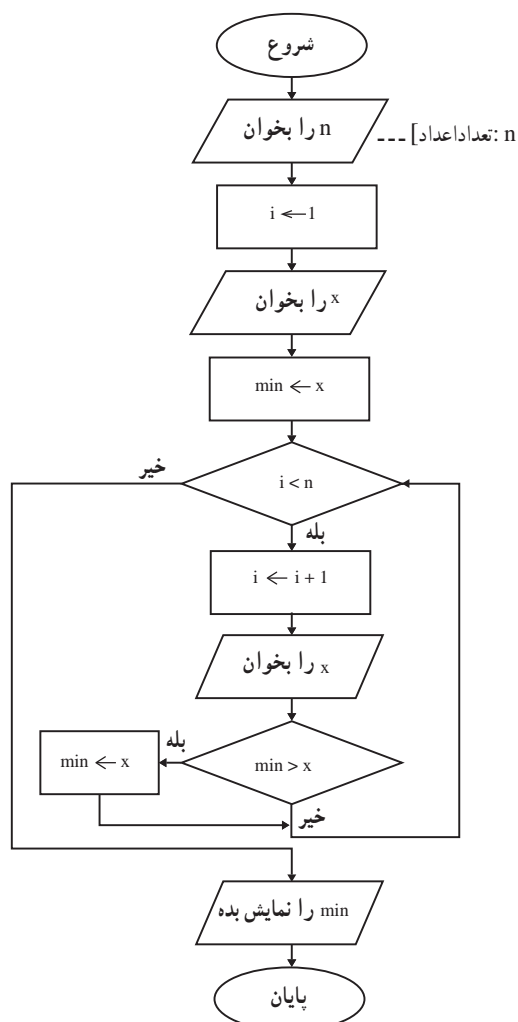 شروع
n را بخوان
n :تعداداعداد]
i ← 1
x را بخوان
min ← x
i < n
خیر
بله
i ← i + 1
x را بخوان
min > x
بله
min ← x
خیر
min را نمایش بده
پایان